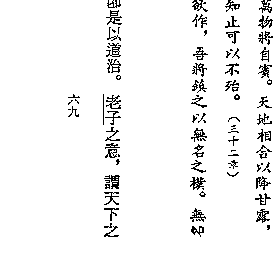 萬物將自賓。天地相合以降甘露，
知止可以不殆。（三十二章）
欲作，吾將鎮之以無名之樸。無
是以道治。老子之意，謂天下之
六九